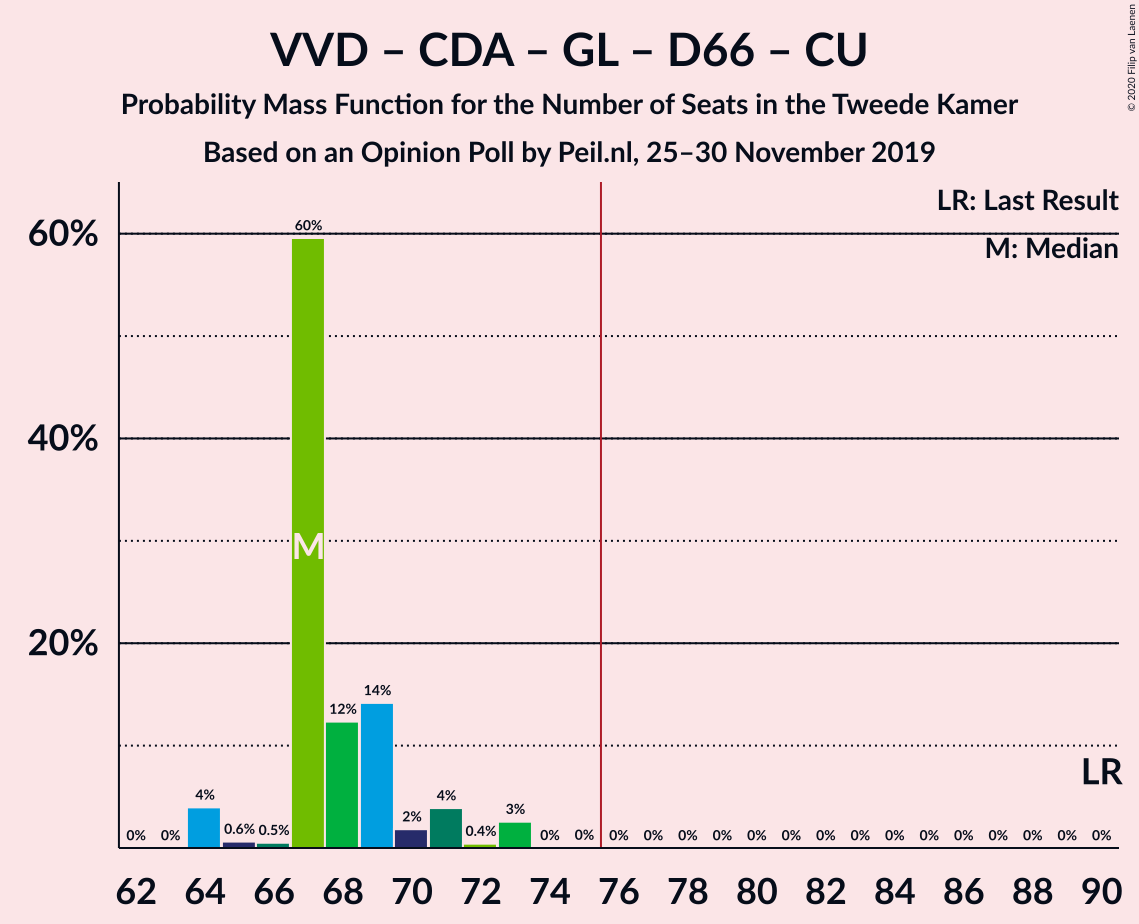 VVD – CDA – GL – D66 – CU
Probability Mass Function for the Number of Seats in the Tweede Kamer
Based on an Opinion Poll by Peil.nl, 25–30 November 2019
© 2020 Filip van Laenen
LR: Last Result
M: Median
60%
40%
20%
0% 0% 4% 0.6% 0.5% 60% 12% 14% 2% 4% 0.4% 3% 0% 0% 0% 0% 0% 0% 0% 0% 0% 0% 0% 0% 0% 0% 0% 0% 0%
M
LR
62 64 66 68 70 72 74 76 78 80 82 84 86 88 90